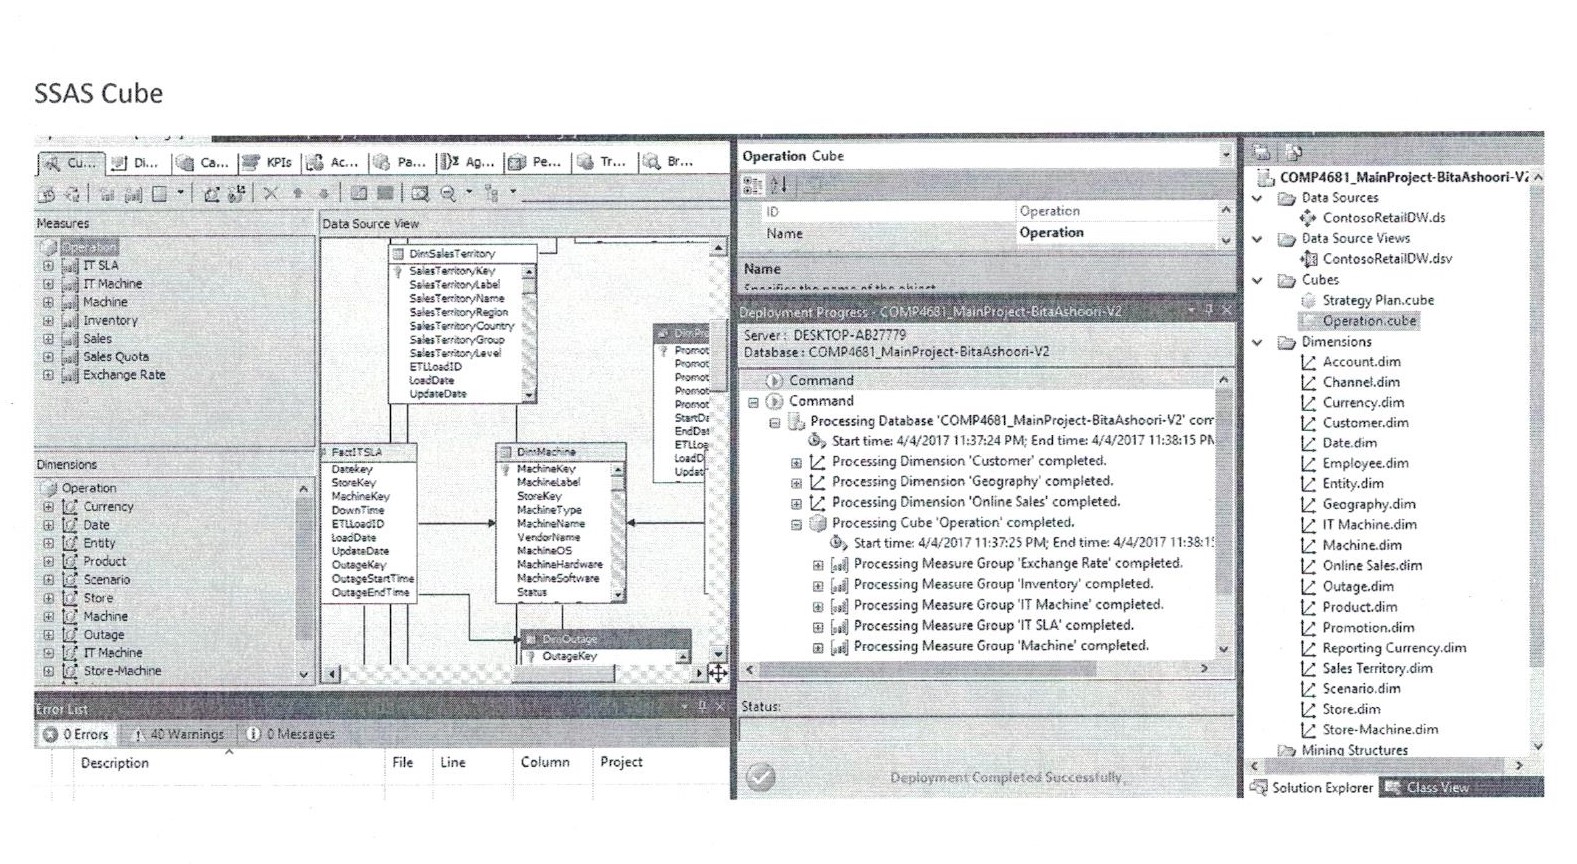 SSAS Cube
Cu... Di... Ca... KPIs Ac... Pa... Ag... Pe... Tr... Br...
Measures
Operation
IT SLA
IT Machine
Machine
Inventory
Sales
Sales Quota
Exchange Rate
Dimensions
Operation
Currency
Date
Entity
Product
Scenario
Store
Machine
Outage
IT Machine
Store-Machine
Data Source View
DimSalesTerritory
SalesTerritoryKey
SalesTerritoryLabel
SalesTerritoryName
SalesTerritoryRegion
SalesTerritoryCountry
SalesTerritoryGroup
SalesTerritoryLevel
ETLLoadID
LoadDate
UpdateDate
Promot
Promot
Promot
Promot
Promot
StartDa
EndDat
ETLLoa
LoadD
Updat
FactITSLA
Datekey
StoreKey
MachineKey
DownTime
ETLLoadID
LoadDate
UpdateDate
OutageKey
OutageStartTime
OutageEndTime
DimMachine
MachineKey
MachineLabel
StoreKey
MachineType
MachineName
VendorName
MachineOS
MachineHardware
MachineSoftware
Status
DimOutage
OutageKey
Error List
0 Errors 40 Warnings 0 Messages
Description File Line Column Project
Operation Cube
ID Operation
Name Operation
Name
Specifies the name of the object
Deployment Progress - COMP4681_MainProject-BitaAshoori-V2
Server: DESKTOP-AB27779
Database: COMP4681_MainProject-BitaAshoori-V2
Command
Command
Processing Database 'COMP4681_MainProject-BitaAshoori-V2' com
Start time: 4/4/2017 11:37:24 PM; End time: 4/4/2017 11:38:15 PM
Processing Dimension 'Customer' completed.
Processing Dimension 'Geography' completed.
Processing Dimension 'Online Sales' completed.
Processing Cube 'Operation' completed.
Start time: 4/4/2017 11:37:25 PM; End time: 4/4/2017 11:38:1
Processing Measure Group 'Exchange Rate' completed.
Processing Measure Group 'Inventory' completed.
Processing Measure Group 'IT Machine' completed.
Processing Measure Group 'IT SLA' completed.
Processing Measure Group 'Machine' completed.
Status:
Deployment Completed Successfully
COMP4681_MainProject-BitaAshoori-V2
Data Sources
ContosoRetailDW.ds
Data Source Views
ContosoRetailDW.dsv
Cubes
Strategy Plan.cube
Operation.cube
Dimensions
Account.dim
Channel.dim
Currency.dim
Customer.dim
Date.dim
Employee.dim
Entity.dim
Geography.dim
IT Machine.dim
Machine.dim
Online Sales.dim
Outage.dim
Product.dim
Promotion.dim
Reporting Currency.dim
Sales Territory.dim
Scenario.dim
Store.dim
Store-Machine.dim
Mining Structures
Solution Explorer Class View